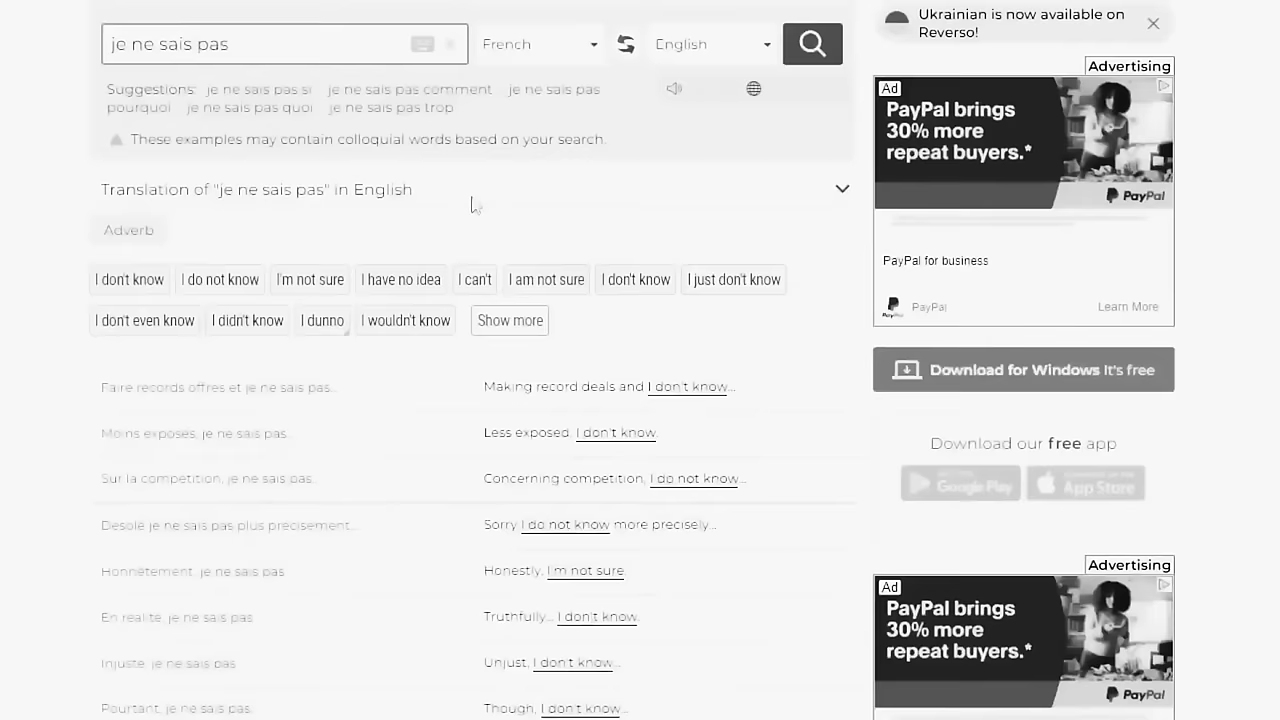 je ne sais pas
French
English
Ukrainian is now available on
Reverso!
Suggestions: je ne sais pas si je ne sais pas comment je ne sais pas
pourquoi je ne sais pas quoi je ne sais pas trop
These examples may contain colloquial words based on your search.
Translation of "je ne sais pas" in English
Adverb
I don't know I do not know I'm not sure I have no idea I can't I am not sure I don't know I just don't know
I don't even know I didn't know I dunno I wouldn't know Show more
Faire records offres et je ne sais pas...
Making record deals and I don't know...
Moins exposés, je ne sais pas.
Less exposed, I don't know.
Sur la compétition, je ne sais pas.
Concerning competition, I do not know...
Désolé je ne sais pas plus précisement...
Sorry I do not know more precisely...
Honnêtement, je ne sais pas
Honestly, I'm not sure
En réalité, je ne sais pas
Truthfully... I don't know.
Injuste, je ne sais pas
Unjust, I don't know...
Pourtant, je ne sais pas.
Though, I don't know...
Advertising
Ad
PayPal brings
30% more
repeat buyers.*
PayPal
PayPal for business
PayPal
PayPal
Learn More
Download for Windows It's free
Download our free app
Google Play
App Store
Advertising
Ad
PayPal brings
30% more
repeat buyers.*
PayPal